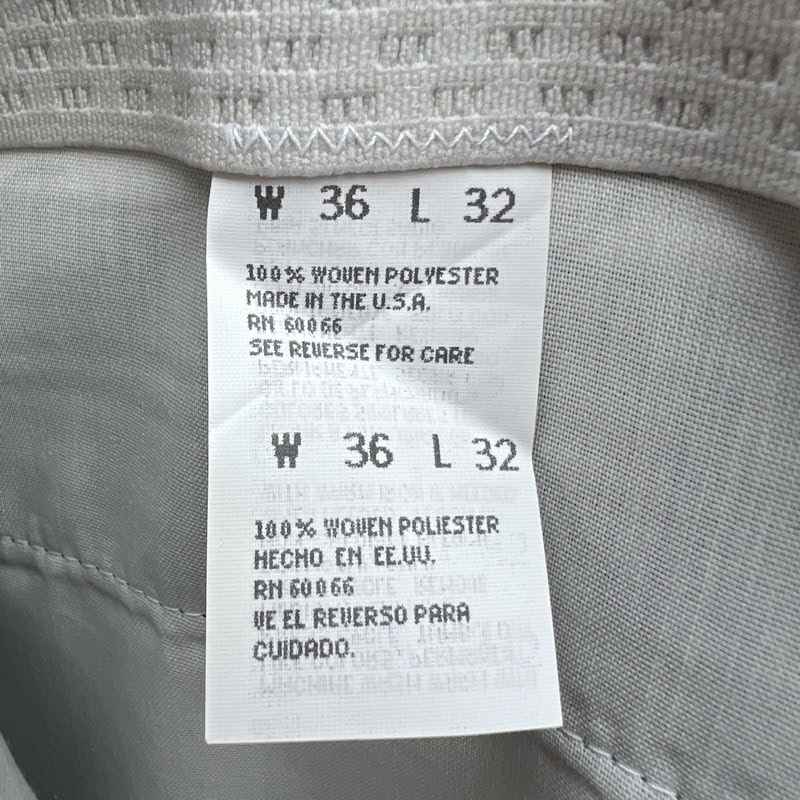 W 36 L 32
100% WOVEN POLYESTER
MADE IN THE U.S.A.
RN 60066
SEE REVERSE FOR CARE
W 36 L 32
100% WOVEN POLIESTER
HECHO EN EE.UU.
RN 60066
VE EL REVERSO PARA
CUIDADO.